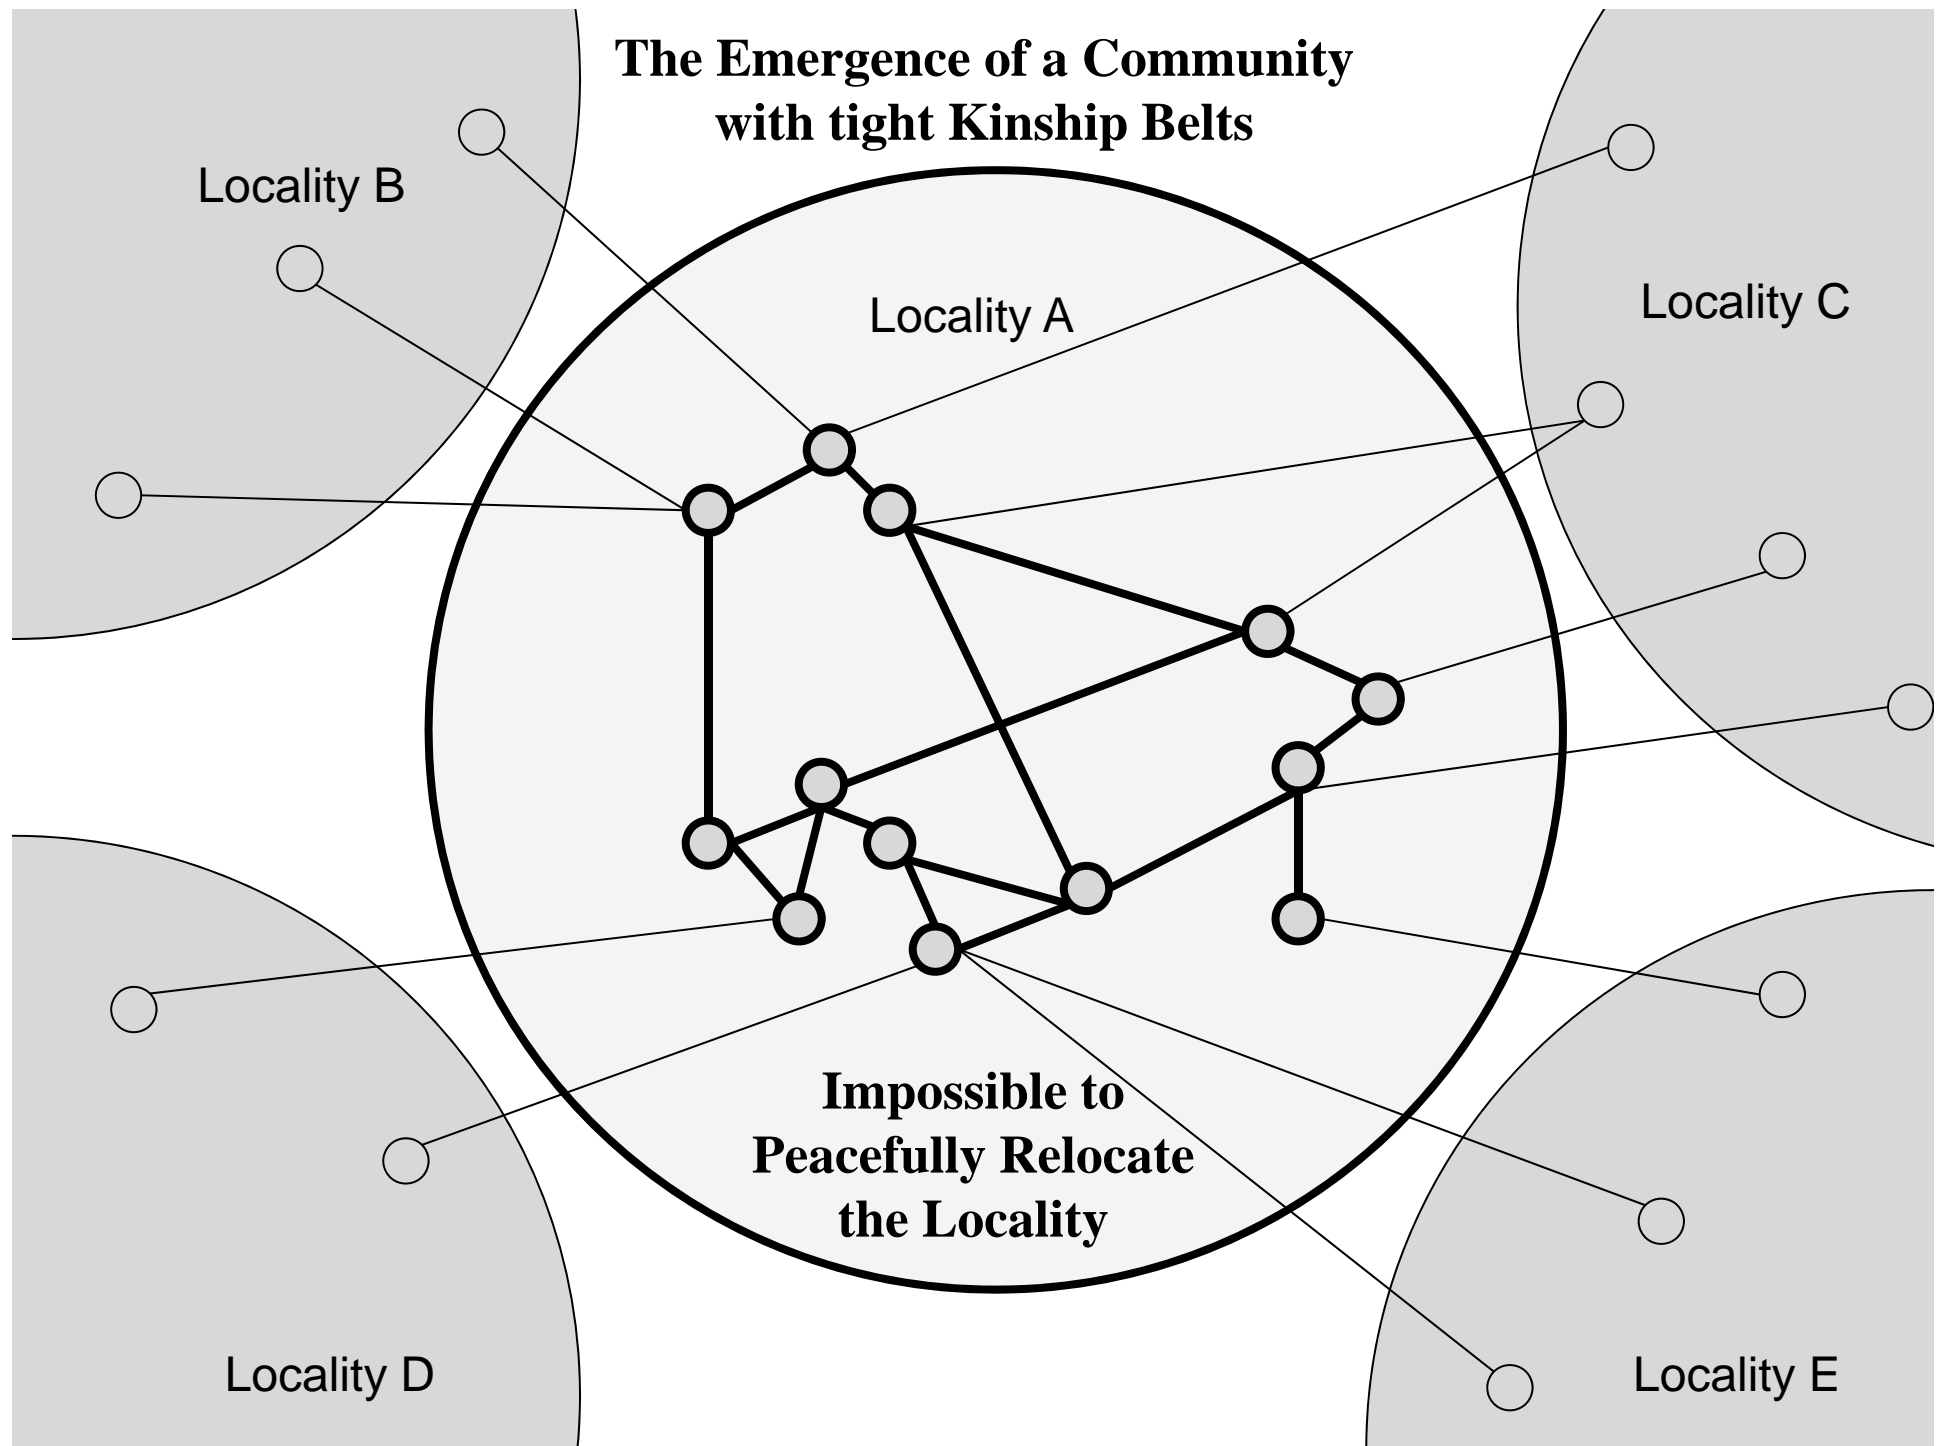 The Emergence of a Community
with tight Kinship Belts
Locality B
Locality C
Locality A
Impossible to
Peacefully Relocate
the Locality
Locality D
Locality E